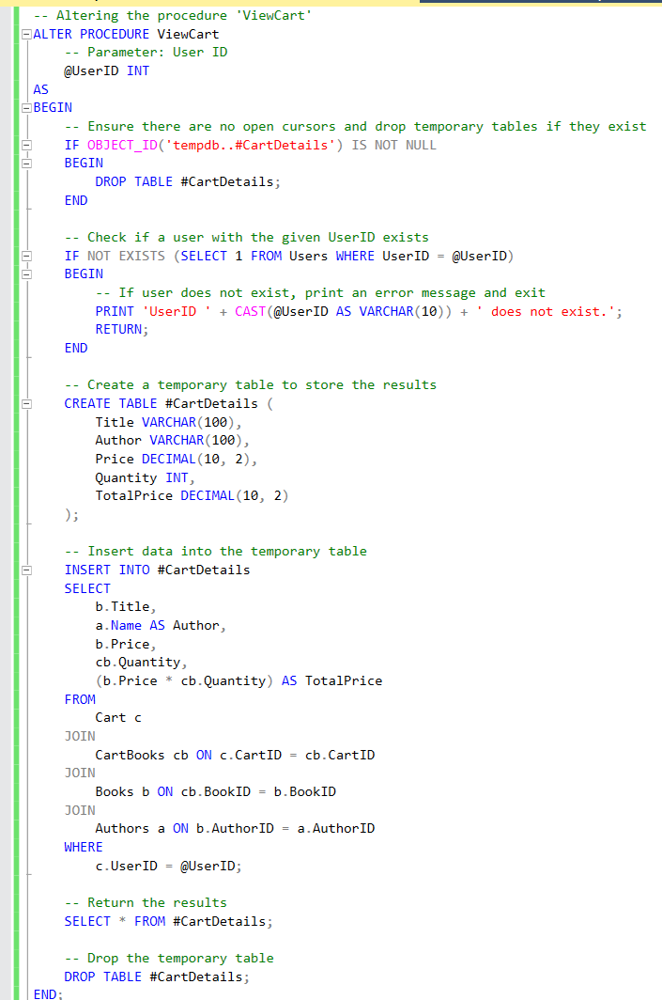 -- Altering the procedure 'ViewCart'
ALTER PROCEDURE ViewCart
    -- Parameter: User ID
    @UserID INT
AS
BEGIN
    -- Ensure there are no open cursors and drop temporary tables if they exist
    IF OBJECT_ID('tempdb..#CartDetails') IS NOT NULL
    BEGIN
        DROP TABLE #CartDetails;
    END

    -- Check if a user with the given UserID exists
    IF NOT EXISTS (SELECT 1 FROM Users WHERE UserID = @UserID)
    BEGIN
        -- If user does not exist, print an error message and exit
        PRINT 'UserID ' + CAST(@UserID AS VARCHAR(10)) + ' does not exist.';
        RETURN;
    END

    -- Create a temporary table to store the results
    CREATE TABLE #CartDetails (
        Title VARCHAR(100),
        Author VARCHAR(100),
        Price DECIMAL(10, 2),
        Quantity INT,
        TotalPrice DECIMAL(10, 2)
    );

    -- Insert data into the temporary table
    INSERT INTO #CartDetails
    SELECT
        b.Title,
        a.Name AS Author,
        b.Price,
        cb.Quantity,
        (b.Price * cb.Quantity) AS TotalPrice
    FROM
        Cart c
    JOIN
        CartBooks cb ON c.CartID = cb.CartID
    JOIN
        Books b ON cb.BookID = b.BookID
    JOIN
        Authors a ON b.AuthorID = a.AuthorID
    WHERE
        c.UserID = @UserID;

    -- Return the results
    SELECT * FROM #CartDetails;

    -- Drop the temporary table
    DROP TABLE #CartDetails;
END;